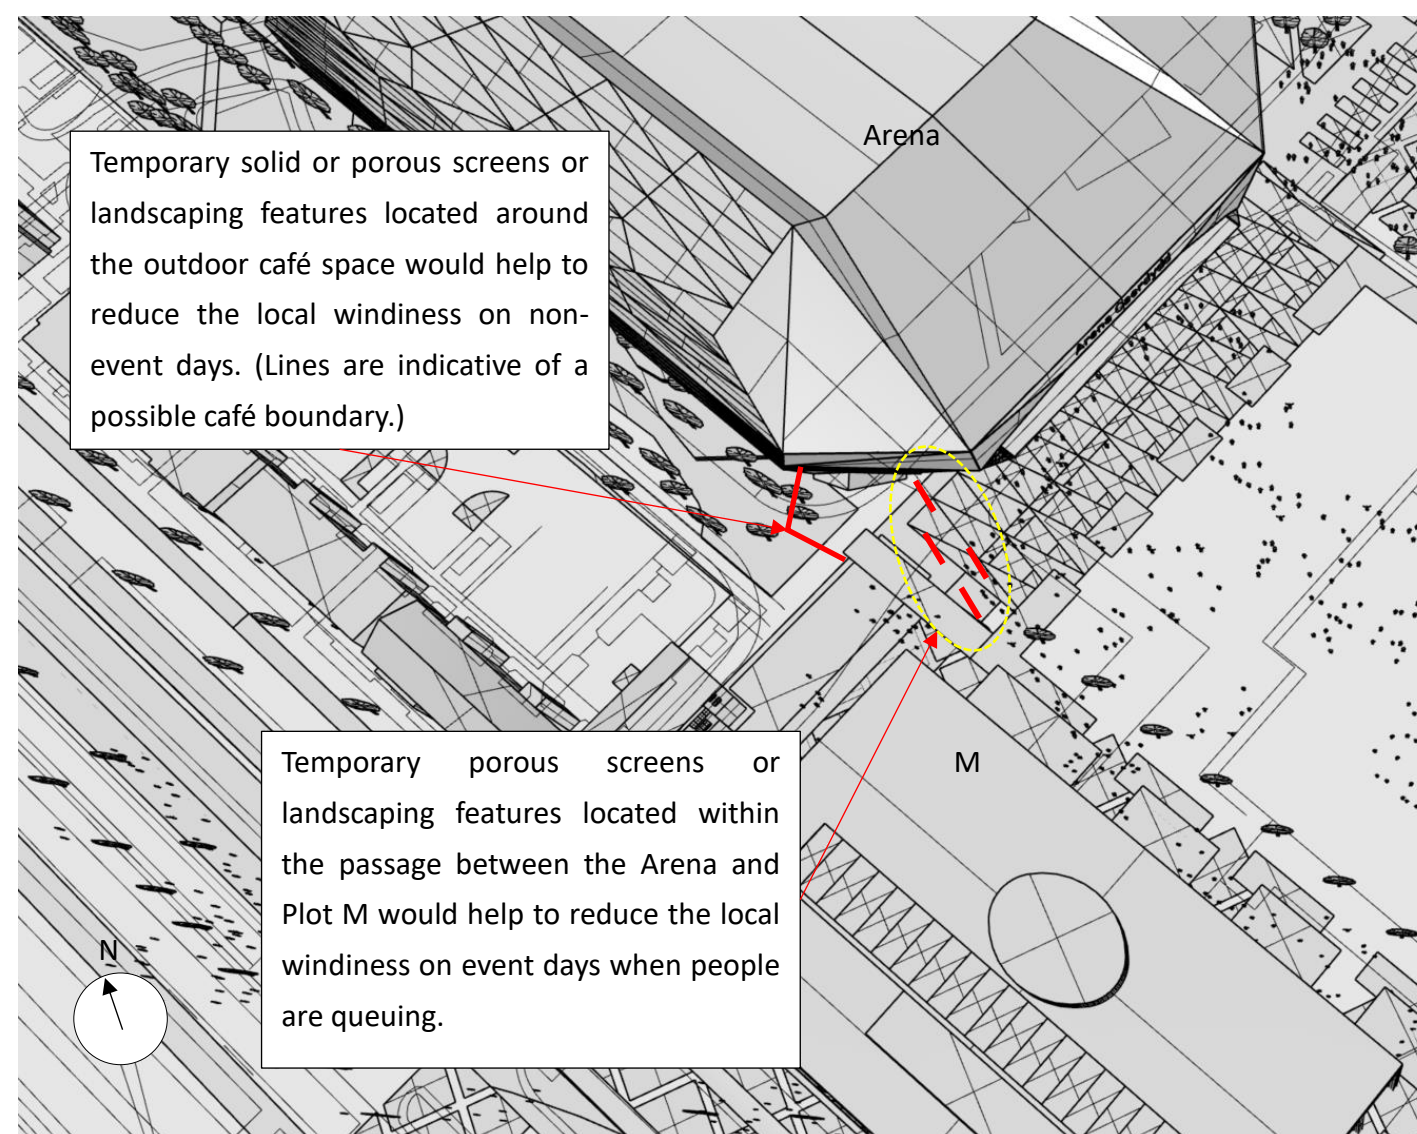 Arena
Temporary solid or porous screens or
landscaping features located around
the outdoor café space would help to
reduce the local windiness on non-
event days. (Lines are indicative of a
possible café boundary.)
Arena Caerdydd
M
Temporary porous screens or
landscaping features located within
the passage between the Arena and
Plot M would help to reduce the local
windiness on event days when people
are queuing.
N